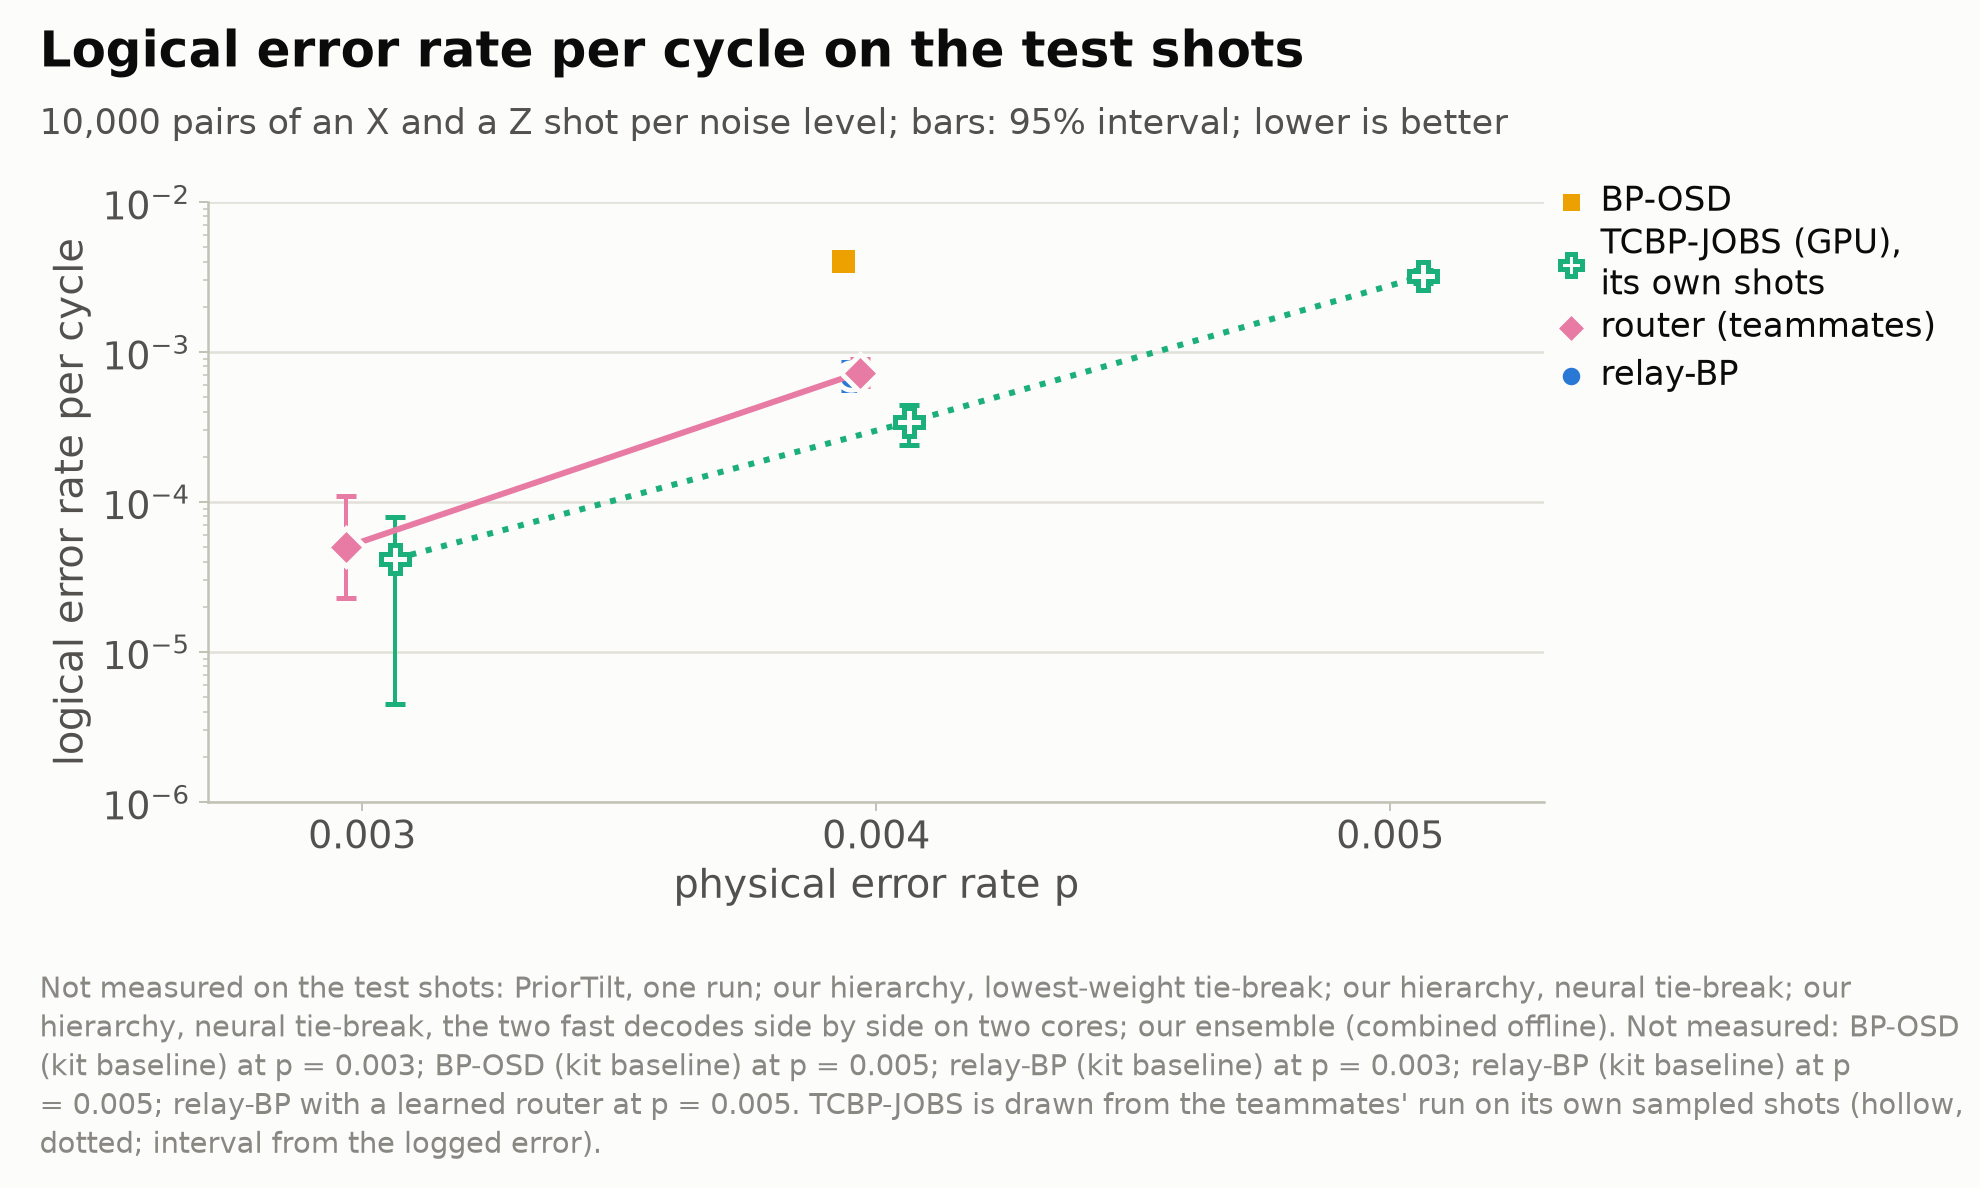 Logical error rate per cycle on the test shots
10,000 pairs of an X and a Z shot per noise level; bars: 95% interval; lower is better
logical error rate per cycle
10⁻²
10⁻³
10⁻⁴
10⁻⁵
10⁻⁶
0.003
0.004
0.005
physical error rate p
BP-OSD
TCBP-JOBS (GPU),
its own shots
router (teammates)
relay-BP
Not measured on the test shots: PriorTilt, one run; our hierarchy, lowest-weight tie-break; our hierarchy, neural tie-break; our
hierarchy, neural tie-break, the two fast decodes side by side on two cores; our ensemble (combined offline). Not measured: BP-OSD
(kit baseline) at p = 0.003; BP-OSD (kit baseline) at p = 0.005; relay-BP (kit baseline) at p = 0.003; relay-BP (kit baseline) at p
= 0.005; relay-BP with a learned router at p = 0.005. TCBP-JOBS is drawn from the teammates' run on its own sampled shots (hollow,
dotted; interval from the logged error).